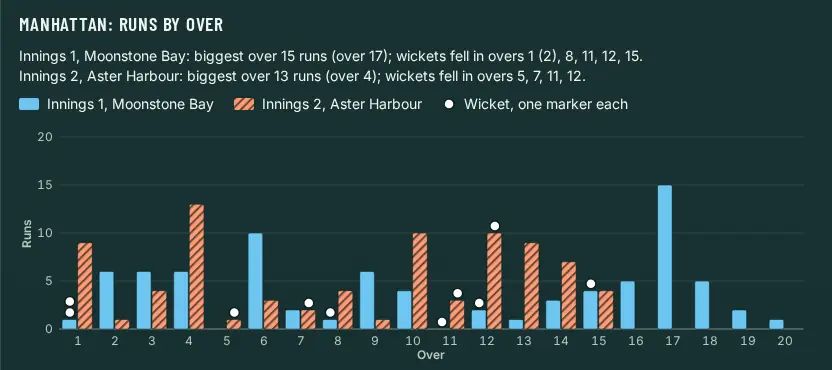 MANHATTAN: RUNS BY OVER
Innings 1, Moonstone Bay: biggest over 15 runs (over 17); wickets fell in overs 1 (2), 8, 11, 12, 15.
Innings 2, Aster Harbour: biggest over 13 runs (over 4); wickets fell in overs 5, 7, 11, 12.
Innings 1, Moonstone Bay Innings 2, Aster Harbour Wicket, one marker each
20
15
10
5
0
Runs
1 2 3 4 5 6 7 8 9 10 11 12 13 14 15 16 17 18 19 20
Over